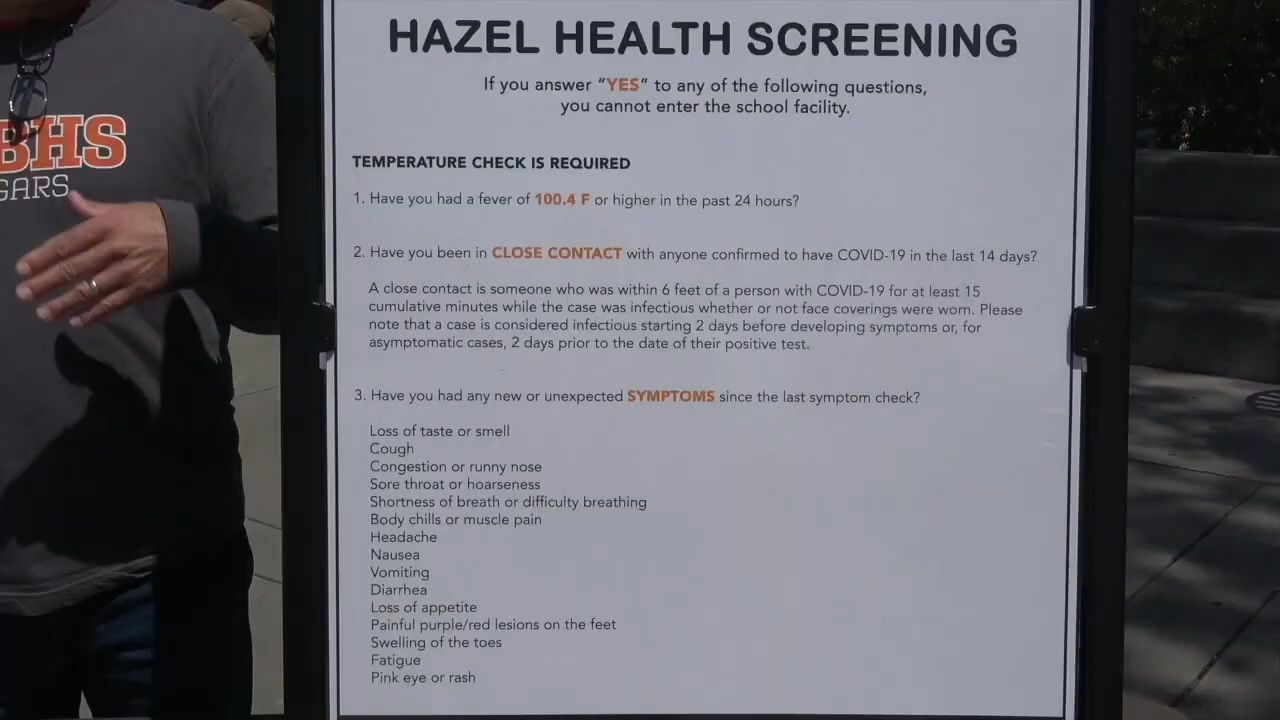 HAZEL HEALTH SCREENING
If you answer “YES” to any of the following questions,
you cannot enter the school facility.
TEMPERATURE CHECK IS REQUIRED
1. Have you had a fever of 100.4 F or higher in the past 24 hours?
2. Have you been in CLOSE CONTACT with anyone confirmed to have COVID-19 in the last 14 days?
A close contact is someone who was within 6 feet of a person with COVID-19 for at least 15
cumulative minutes while the case was infectious whether or not face coverings were worn. Please
note that a case is considered infectious starting 2 days before developing symptoms or, for
asymptomatic cases, 2 days prior to the date of their positive test.
3. Have you had any new or unexpected SYMPTOMS since the last symptom check?
Loss of taste or smell
Cough
Congestion or runny nose
Sore throat or hoarseness
Shortness of breath or difficulty breathing
Body chills or muscle pain
Headache
Nausea
Vomiting
Diarrhea
Loss of appetite
Painful purple/red lesions on the feet
Swelling of the toes
Fatigue
Pink eye or rash
BHS
GARS